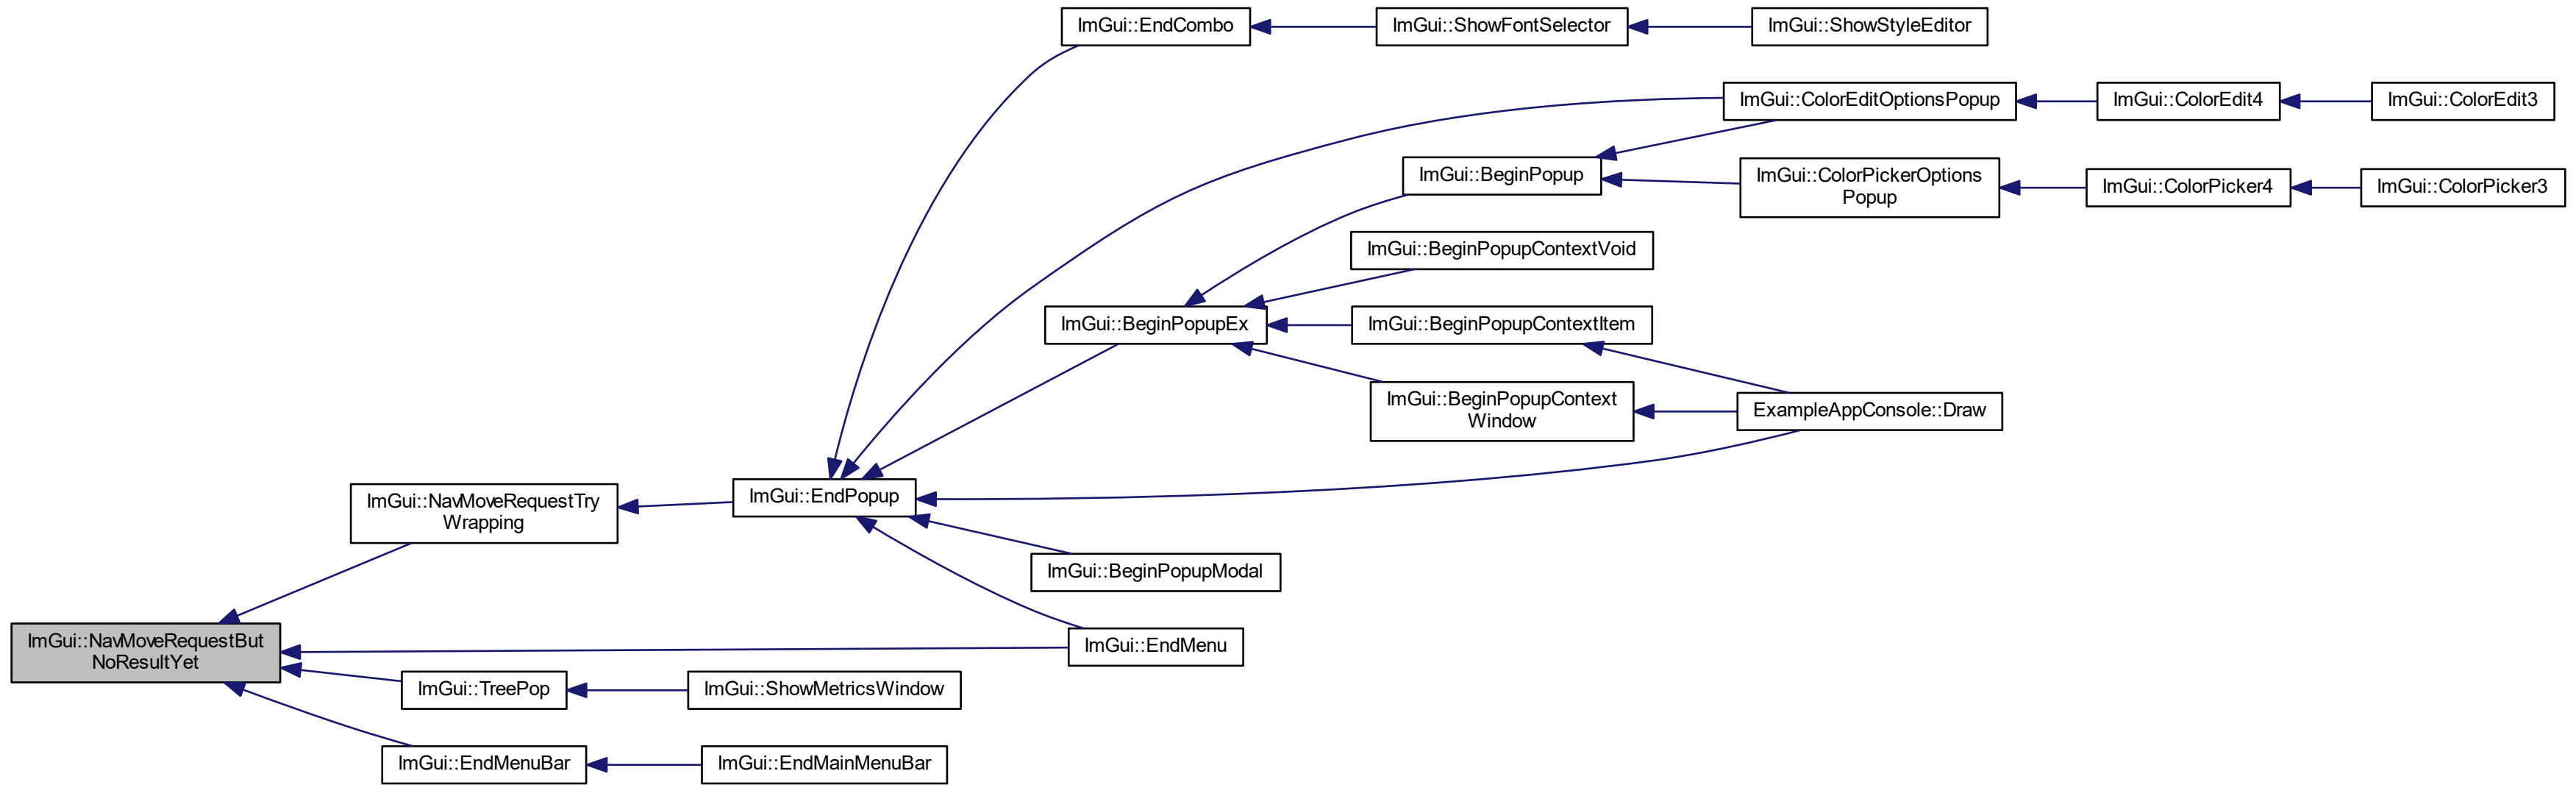 ImGui::EndCombo
ImGui::ShowFontSelector
ImGui::ShowStyleEditor
ImGui::ColorEditOptionsPopup
ImGui::ColorEdit4
ImGui::ColorEdit3
ImGui::BeginPopup
ImGui::ColorPickerOptions
Popup
ImGui::ColorPicker4
ImGui::ColorPicker3
ImGui::BeginPopupContextVoid
ImGui::BeginPopupEx
ImGui::BeginPopupContextItem
ImGui::BeginPopupContext
Window
ExampleAppConsole::Draw
ImGui::NavMoveRequestTry
Wrapping
ImGui::EndPopup
ImGui::BeginPopupModal
ImGui::NavMoveRequestBut
NoResultYet
ImGui::EndMenu
ImGui::TreePop
ImGui::ShowMetricsWindow
ImGui::EndMenuBar
ImGui::EndMainMenuBar